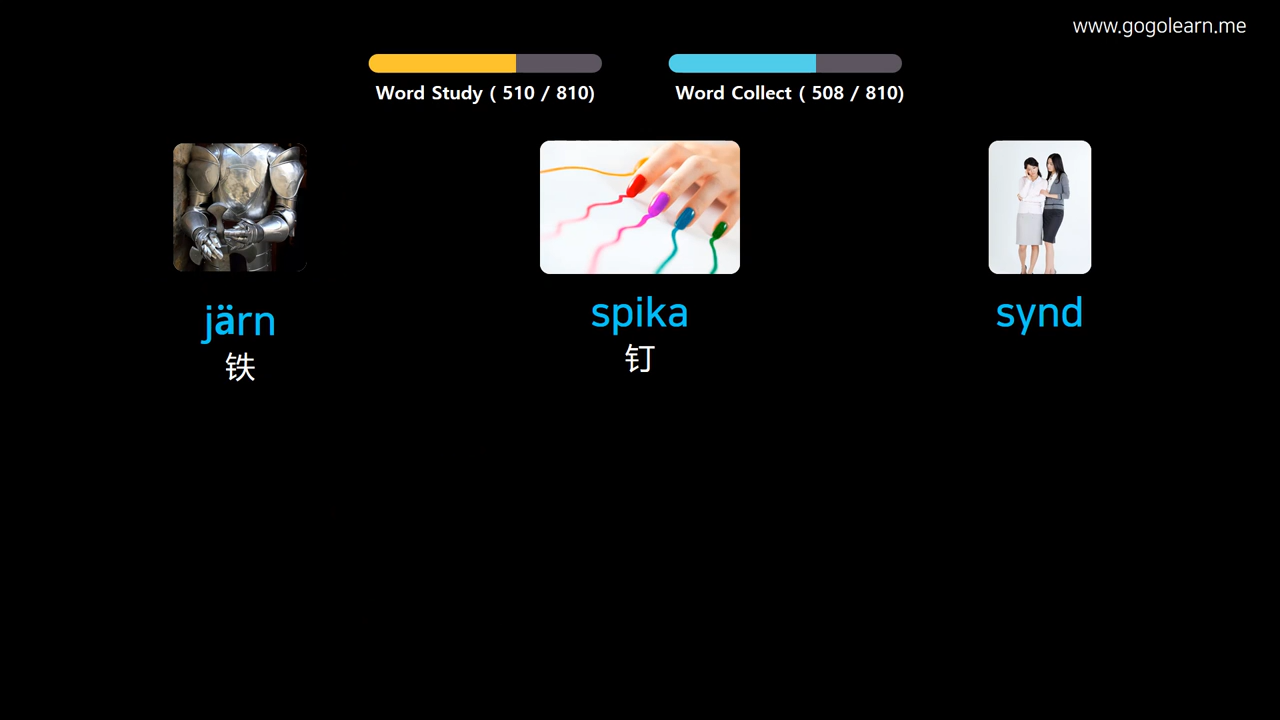 www.gogolearn.me
Word Study ( 510 / 810)
Word Collect ( 508 / 810)
järn
铁
spika
钉
synd